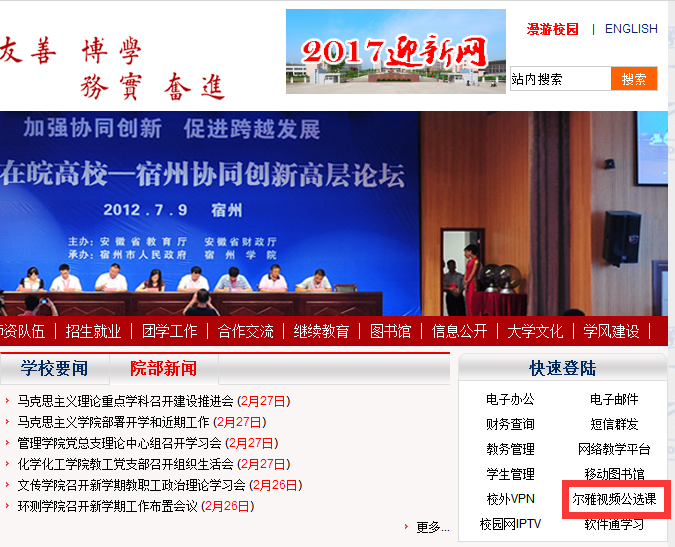 友善 博學
務實 奮進
2017迎新网
漫游校园 | ENGLISH
站内搜索 搜索
加强协同创新 促进跨越发展
在皖高校—宿州协同创新高层论坛
2012.7.9 宿州
主办：安徽省教育厅 安徽省财政厅
承办：宿州市人民政府 宿州学院
师资队伍 | 招生就业 | 团学工作 | 合作交流 | 继续教育 | 图书馆 | 信息公开 | 大学文化 | 学风建设 |
学校要闻 院部新闻
马克思主义理论重点学科召开建设推进会 (2月27日)
马克思主义学院部署开学和近期工作 (2月27日)
管理学院党总支理论中心组召开学习会 (2月27日)
化学化工学院教工党支部召开组织生活会 (2月27日)
文传学院召开新学期教职工政治理论学习会 (2月26日)
环测学院召开新学期工作布置会议 (2月26日)
更多...
快速登陆
电子办公 电子邮件
财务查询 短信群发
教务管理 网络教学平台
学生管理 移动图书馆
校外VPN 尔雅视频公选课
校园网IPTV 软件通学习